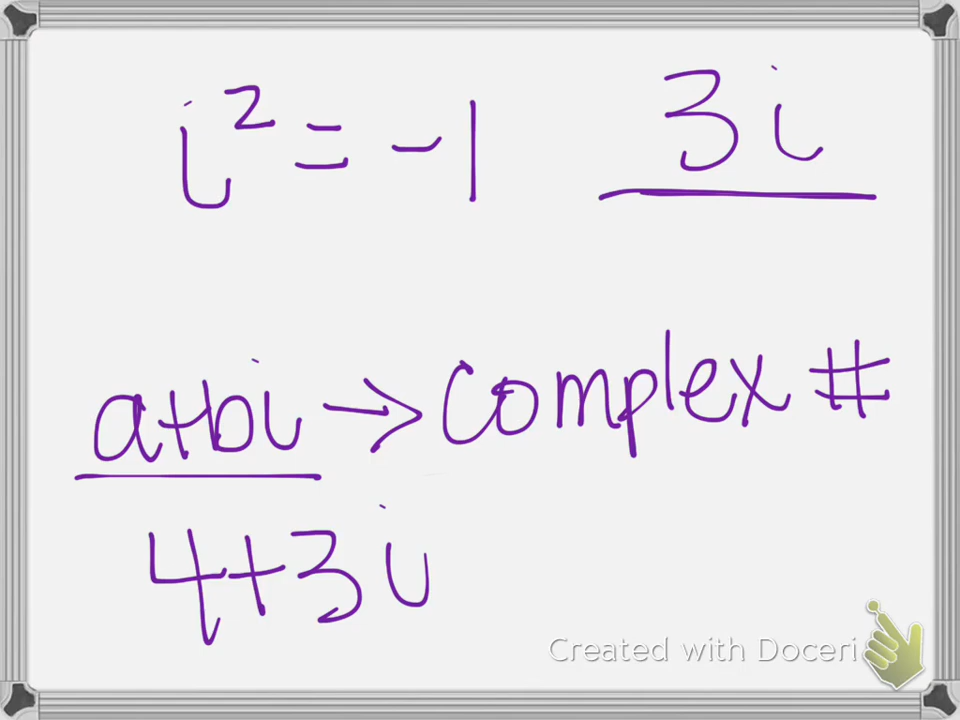 i² = -1 3i
a+bi → complex #
4+3i
Created with Doceri